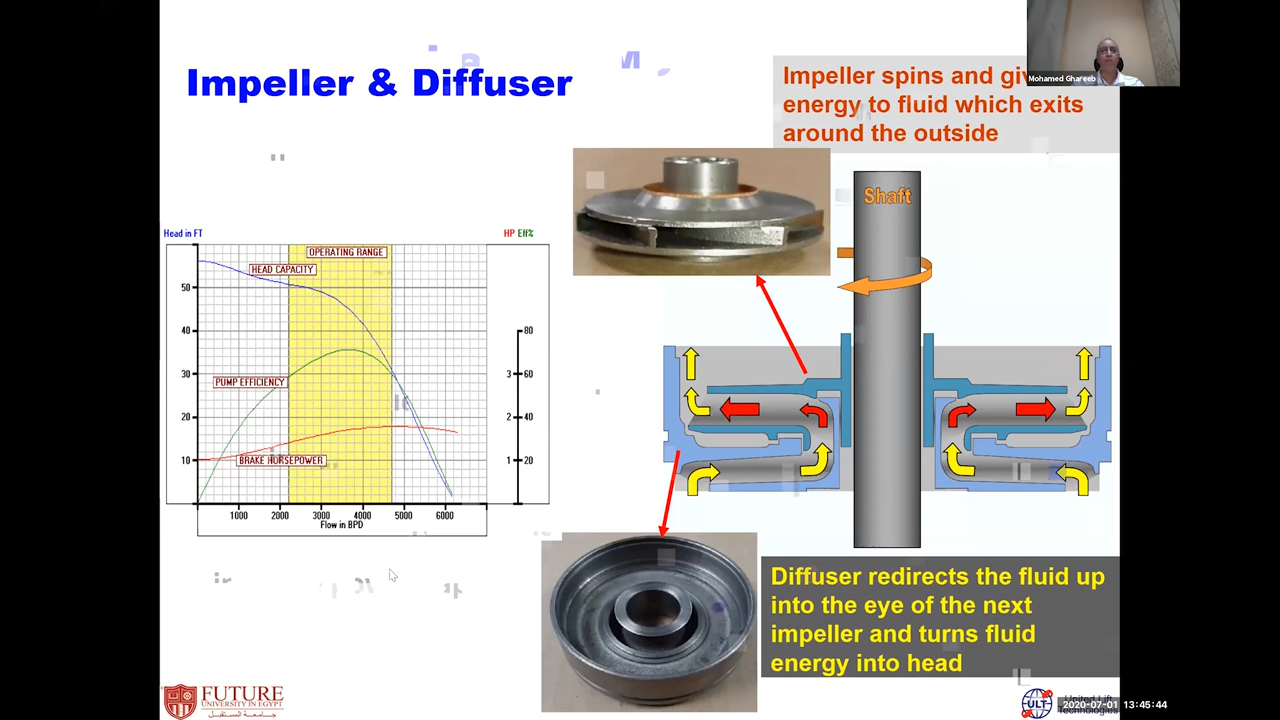 Impeller & Diffuser
Impeller spins and gi
energy to fluid which exits
around the outside
Mohamed Ghareeb
Shaft
Head in FT
HP Eff%
OPERATING RANGE
HEAD CAPACITY
PUMP EFFICIENCY
BRAKE HORSEPOWER
50
40
30
20
10
80
3 60
2 40
1 20
1000 2000 3000 4000 5000 6000
Flow in BPD
Diffuser redirects the fluid up
into the eye of the next
impeller and turns fluid
energy into head
FUTURE
UNIVERSITY IN EGYPT
جامعة المستقبل
ULT
United Lift
Technologies
2020-07-01 13:45:44